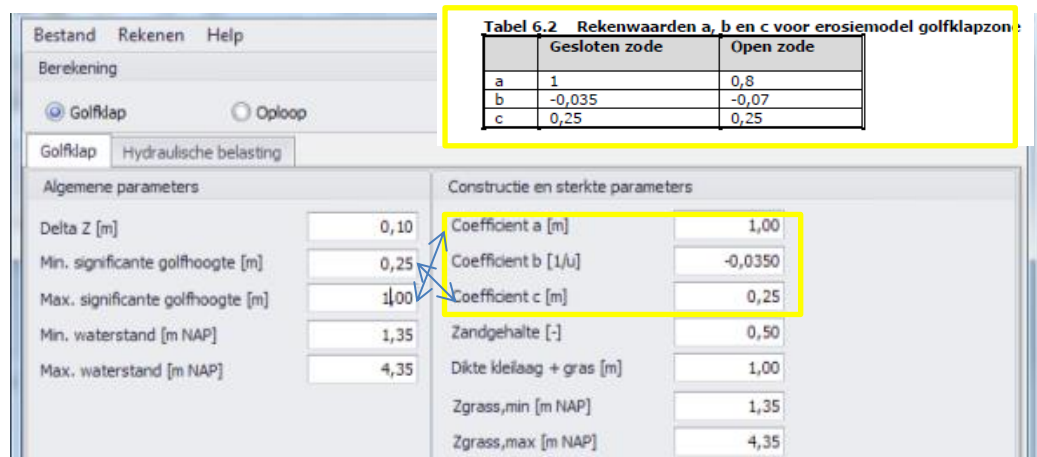 Bestand Rekenen Help
Berekening
Golfklap Oploop
Tabel 6.2 Rekenwaarden a, b en c voor erosiemodel golfklapzone
Gesloten zode Open zode
a 1 0,8
b -0,035 -0,07
c 0,25 0,25
Golfklap Hydraulische belasting
Algemene parameters
Delta Z [m] 0,10
Min. significante golfhoogte [m] 0,25
Max. significante golfhoogte [m] 1,00
Min. waterstand [m NAP] 1,35
Max. waterstand [m NAP] 4,35
Constructie en sterkte parameters
Coefficient a [m] 1,00
Coefficient b [1/u] -0,0350
Coefficient c [m] 0,25
Zandgehalte [-] 0,50
Dikte kleilaag + gras [m] 1,00
Zgrass,min [m NAP] 1,35
Zgrass,max [m NAP] 4,35